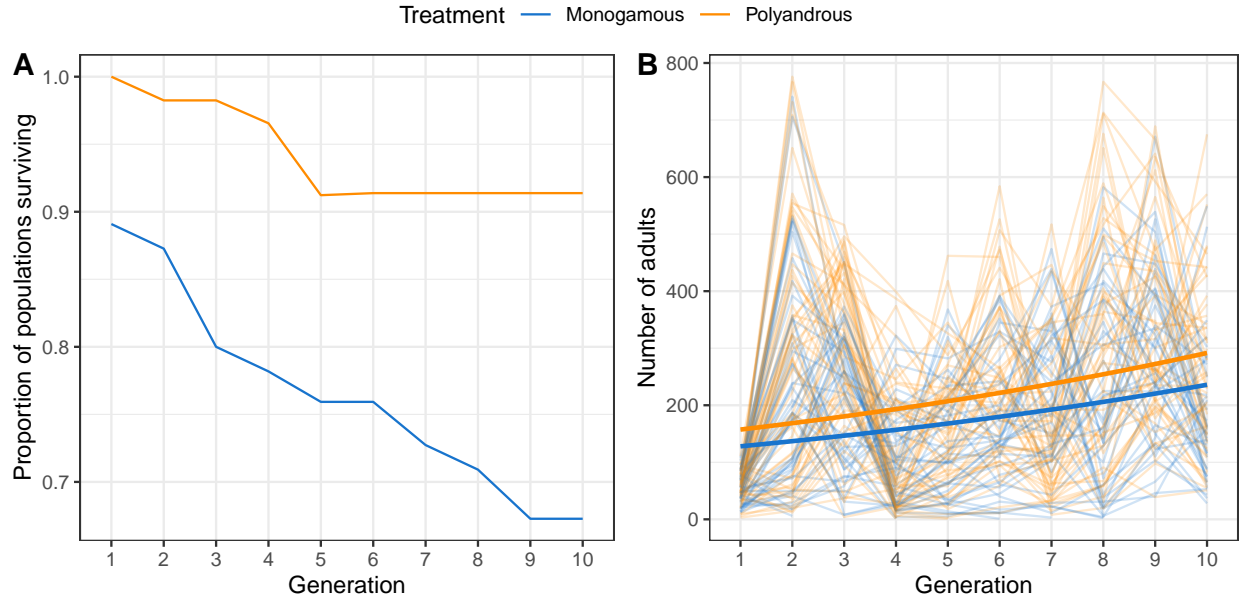 Treatment Monogamous Polyandrous
A
Proportion of populations surviving
1.0
0.9
0.8
0.7
1 2 3 4 5 6 7 8 9 10
Generation
B
Number of adults
800
600
400
200
0
1 2 3 4 5 6 7 8 9 10
Generation